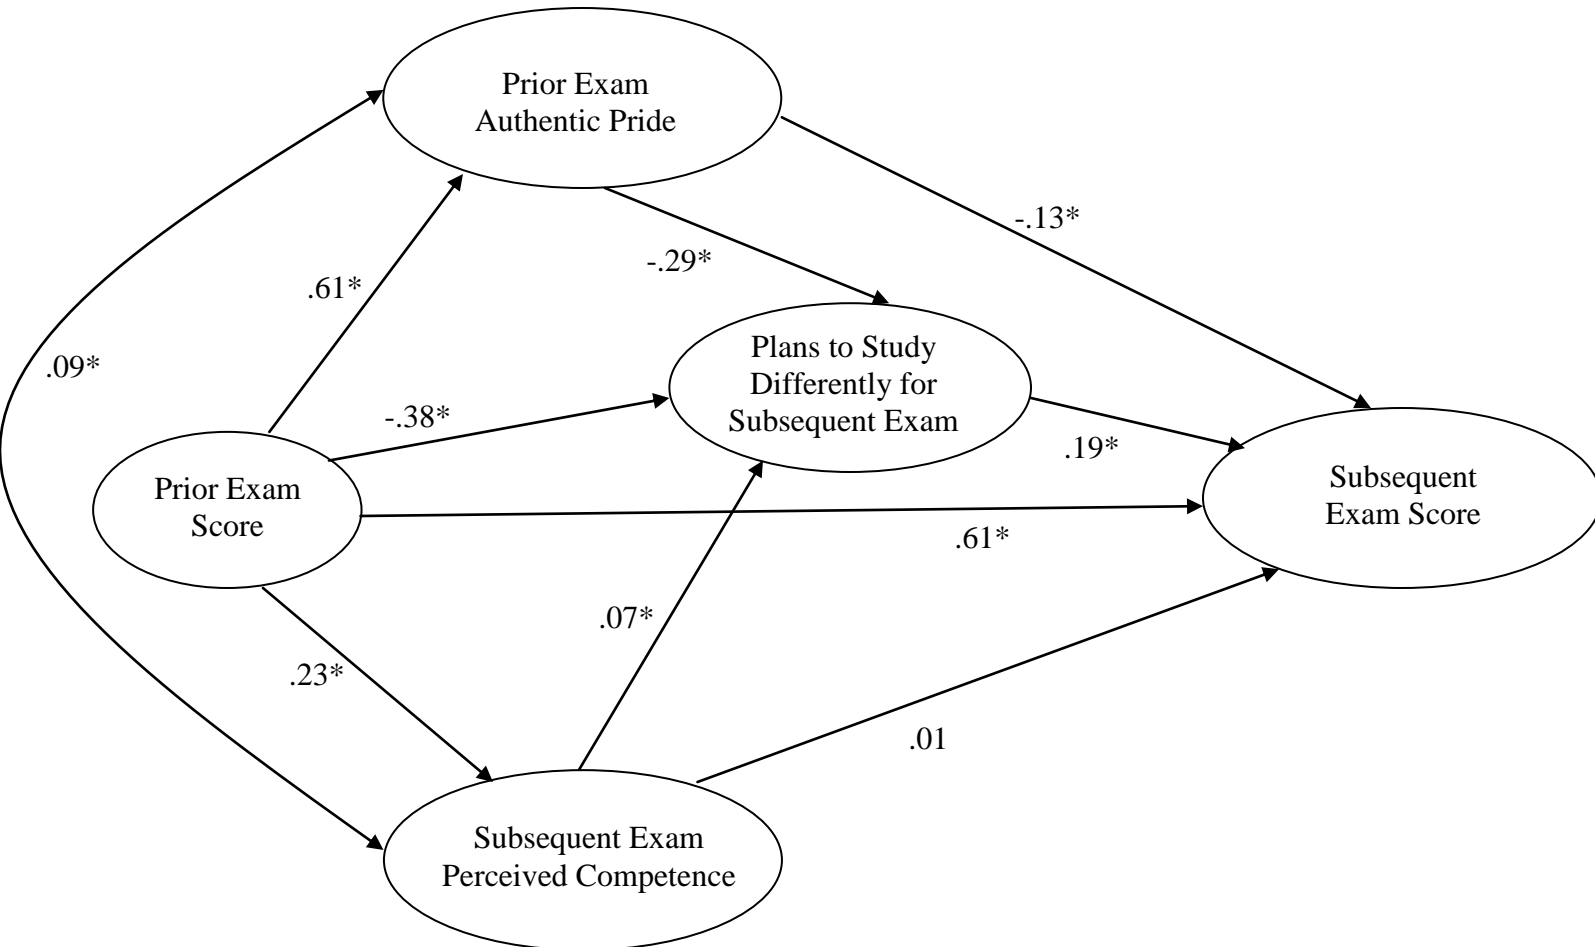 Prior Exam
Authentic Pride
-.13*
-.29*
.61*
Plans to Study
Differently for
Subsequent Exam
.09*
-.38*
.19*
Prior Exam
Score
Subsequent
Exam Score
.61*
.07*
.23*
.01
Subsequent Exam
Perceived Competence